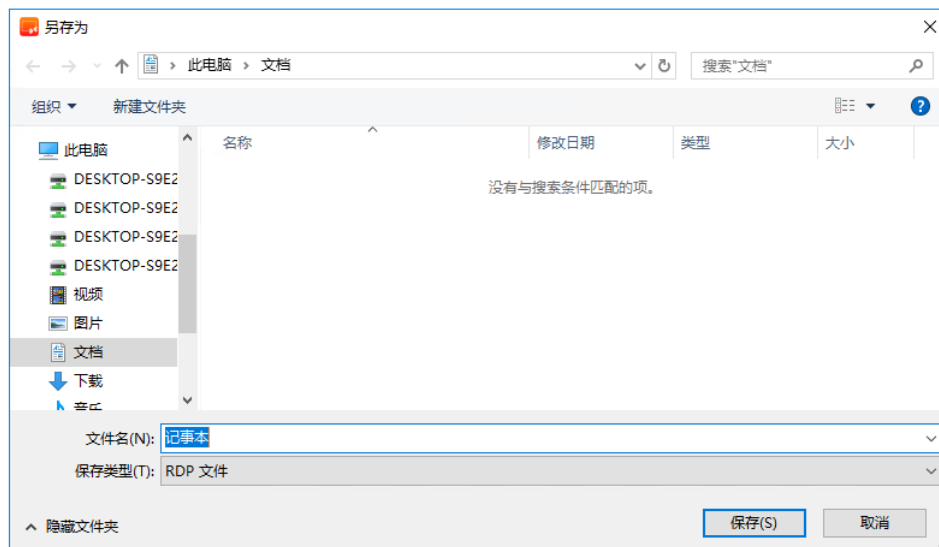 另存为
此电脑 › 文档
搜索"文档"
组织
新建文件夹
名称
修改日期
类型
大小
没有与搜索条件匹配的项。
此电脑
DESKTOP-S9E2
DESKTOP-S9E2
DESKTOP-S9E2
DESKTOP-S9E2
视频
图片
文档
下载
音乐
文件名(N): 记事本
保存类型(T): RDP 文件
隐藏文件夹
保存(S)
取消